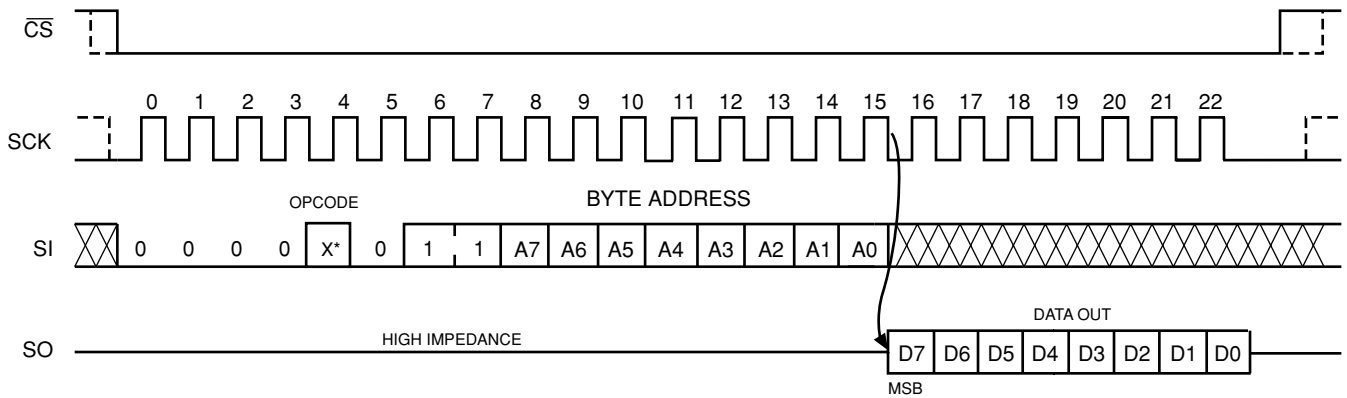 CS
0 1 2 3 4 5 6 7 8 9 10 11 12 13 14 15 16 17 18 19 20 21 22
SCK
OPCODE BYTE ADDRESS
SI 0 0 0 0 X* 0 1 1 A7 A6 A5 A4 A3 A2 A1 A0
DATA OUT
HIGH IMPEDANCE
SO D7 D6 D5 D4 D3 D2 D1 D0
MSB